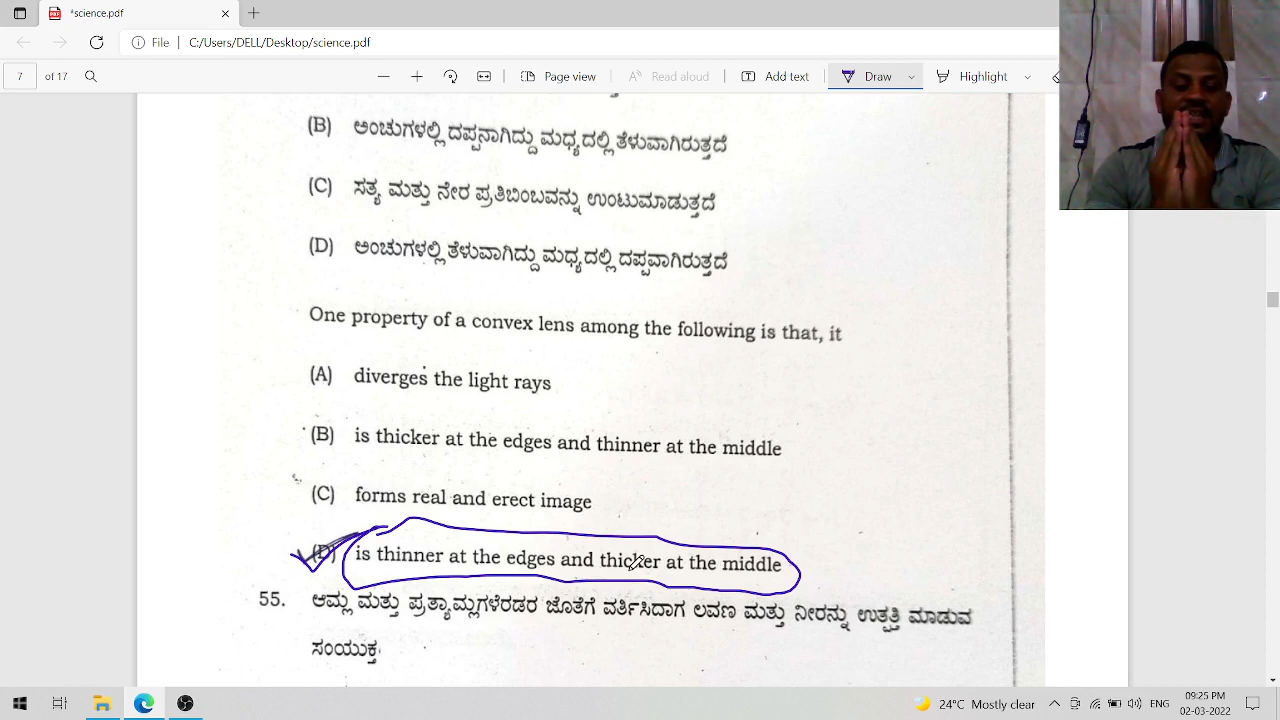 *science.pdf
File | C:/Users/DELL/Desktop/science.pdf
7 of 17 Page view Read aloud Add text Draw Highlight
(B) ಅಂಚುಗಳಲ್ಲಿ ದಪ್ಪನಾಗಿದ್ದು ಮಧ್ಯದಲ್ಲಿ ತೆಳುವಾಗಿರುತ್ತದೆ
(C) ಸತ್ಯ ಮತ್ತು ನೇರ ಪ್ರತಿಬಿಂಬವನ್ನು ಉಂಟುಮಾಡುತ್ತದೆ
(D) ಅಂಚುಗಳಲ್ಲಿ ತೆಳುವಾಗಿದ್ದು ಮಧ್ಯದಲ್ಲಿ ದಪ್ಪವಾಗಿರುತ್ತದೆ
One property of a convex lens among the following is that, it
(A) diverges the light rays
(B) is thicker at the edges and thinner at the middle
(C) forms real and erect image
(D) is thinner at the edges and thicker at the middle
55. ಆಮ್ಲ ಮತ್ತು ಪ್ರತ್ಯಾಮ್ಲಗಳೆರಡರ ಜೊತೆಗೆ ವರ್ತಿಸಿದಾಗ ಲವಣ ಮತ್ತು ನೀರನ್ನು ಉತ್ಪತ್ತಿ ಮಾಡುವ
ಸಂಯುಕ್ತ
24°C Mostly clear ENG 09:25 PM
02-03-2022